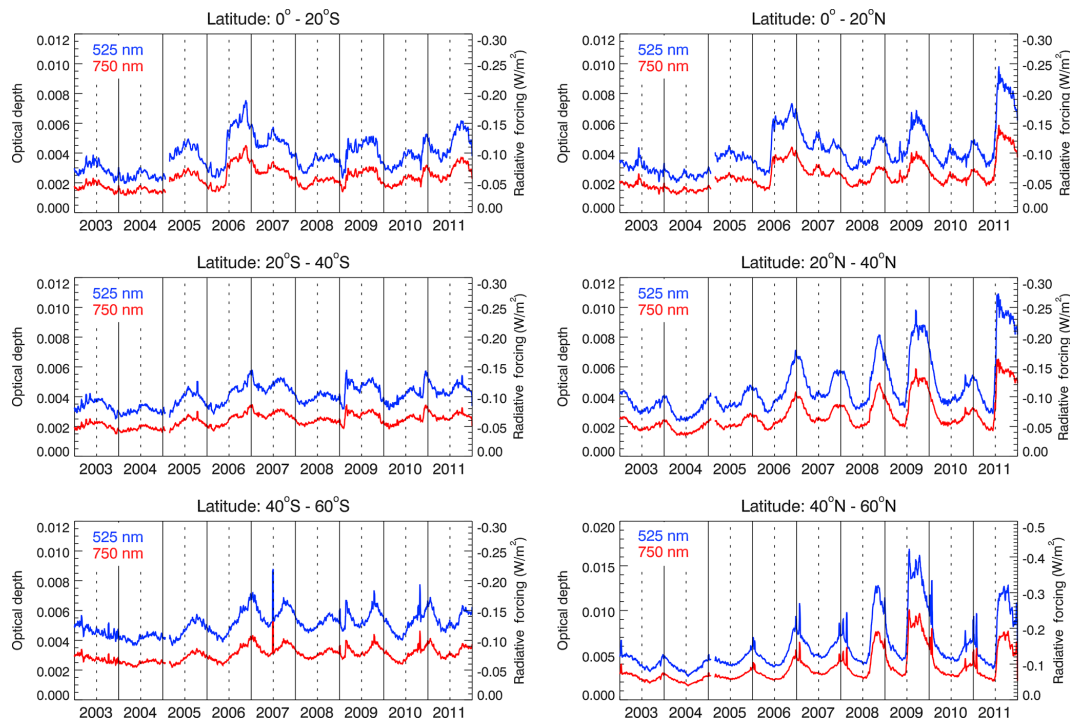 Latitude: 0° - 20°S
0.012
0.010
0.008
0.006
0.004
0.002
0.000
Optical depth
525 nm
750 nm
-0.30
-0.25
-0.20
-0.15
-0.10
-0.05
0.00
Radiative forcing (W/m²)
2003 2004 2005 2006 2007 2008 2009 2010 2011
Latitude: 0° - 20°N
0.012
0.010
0.008
0.006
0.004
0.002
0.000
Optical depth
525 nm
750 nm
-0.30
-0.25
-0.20
-0.15
-0.10
-0.05
0.00
Radiative forcing (W/m²)
2003 2004 2005 2006 2007 2008 2009 2010 2011
Latitude: 20°S - 40°S
0.012
0.010
0.008
0.006
0.004
0.002
0.000
Optical depth
525 nm
750 nm
-0.30
-0.25
-0.20
-0.15
-0.10
-0.05
0.00
Radiative forcing (W/m²)
2003 2004 2005 2006 2007 2008 2009 2010 2011
Latitude: 20°N - 40°N
0.012
0.010
0.008
0.006
0.004
0.002
0.000
Optical depth
525 nm
750 nm
-0.30
-0.25
-0.20
-0.15
-0.10
-0.05
0.00
Radiative forcing (W/m²)
2003 2004 2005 2006 2007 2008 2009 2010 2011
Latitude: 40°S - 60°S
0.012
0.010
0.008
0.006
0.004
0.002
0.000
Optical depth
525 nm
750 nm
-0.30
-0.25
-0.20
-0.15
-0.10
-0.05
0.00
Radiative forcing (W/m²)
2003 2004 2005 2006 2007 2008 2009 2010 2011
Latitude: 40°N - 60°N
0.020
0.015
0.010
0.005
0.000
Optical depth
525 nm
750 nm
-0.5
-0.4
-0.3
-0.2
-0.1
0.0
Radiative forcing (W/m²)
2003 2004 2005 2006 2007 2008 2009 2010 2011